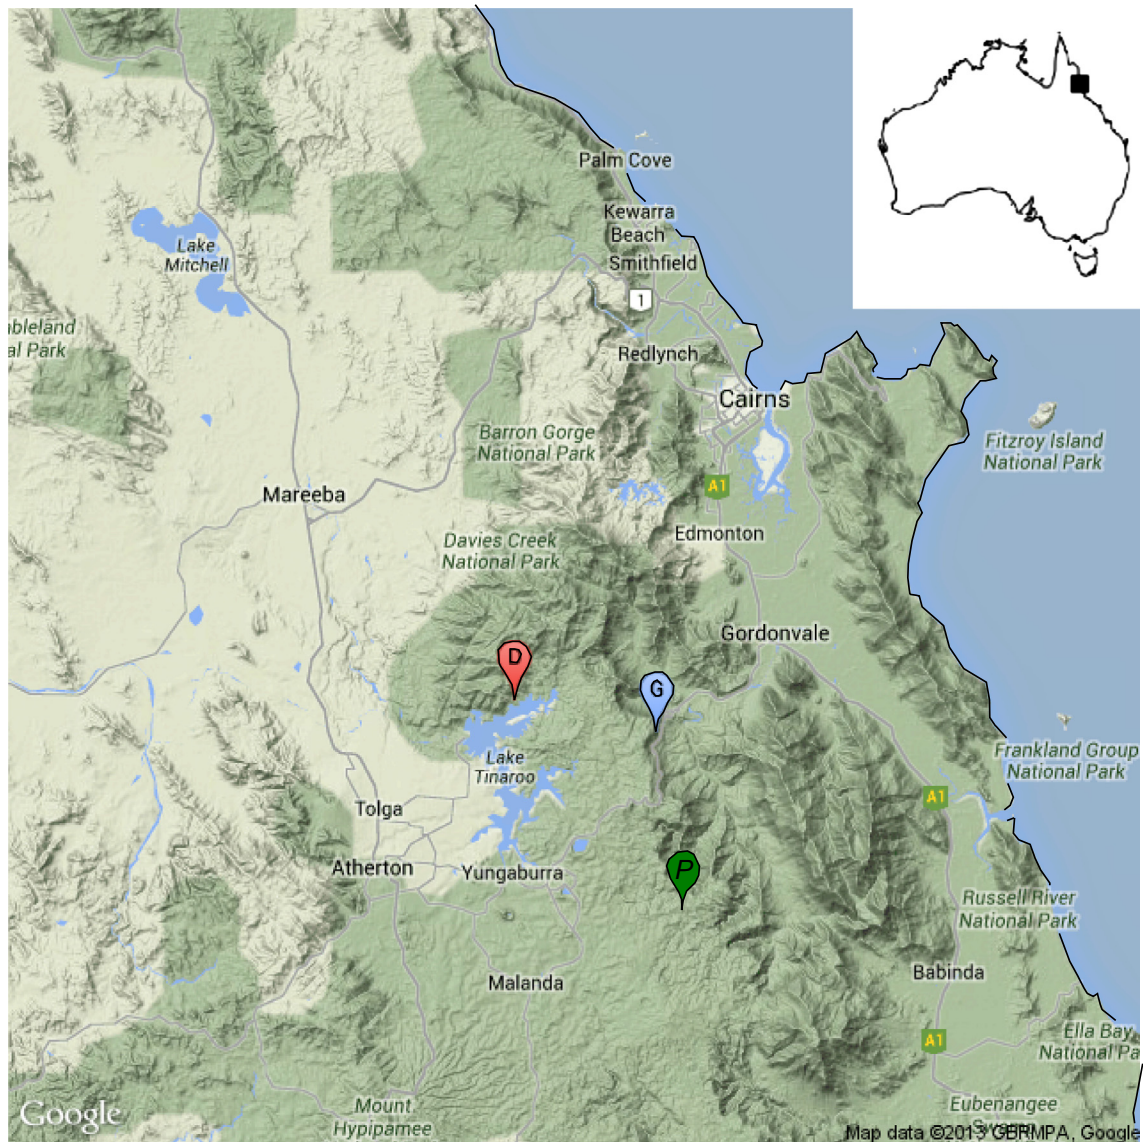 Palm Cove
Kewarra
Beach
Smithfield
Lake
Mitchell
1
bleland
al Park
Redlynch
Cairns
Barron Gorge
National Park
Fitzroy Island
National Park
A1
Mareeba
Edmonton
Davies Creek
National Park
Gordonvale
D
G
Lake
Tinaroo
Frankland Group
National Park
A1
Tolga
Atherton
Yungaburra
P
Russell River
National Park
Malanda
Babinda
Ella Bay
National Pa
A1
Mount
Hypipamee
Eubenangee
Google
Map data ©2013 GBRMPA, Google